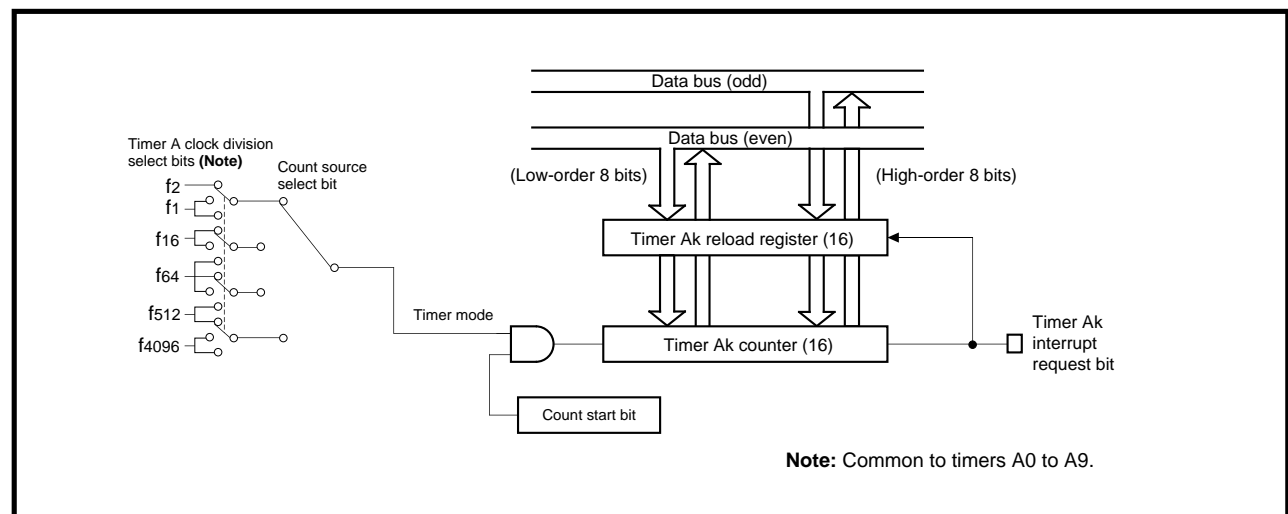 Data bus (odd)
Data bus (even)
(Low-order 8 bits)
(High-order 8 bits)
Timer A clock division
select bits (Note)
Count source
select bit
f2
f1
f16
f64
f512
f4096
Timer Ak reload register (16)
Timer mode
Timer Ak counter (16)
Timer Ak
interrupt
request bit
Count start bit
Note: Common to timers A0 to A9.